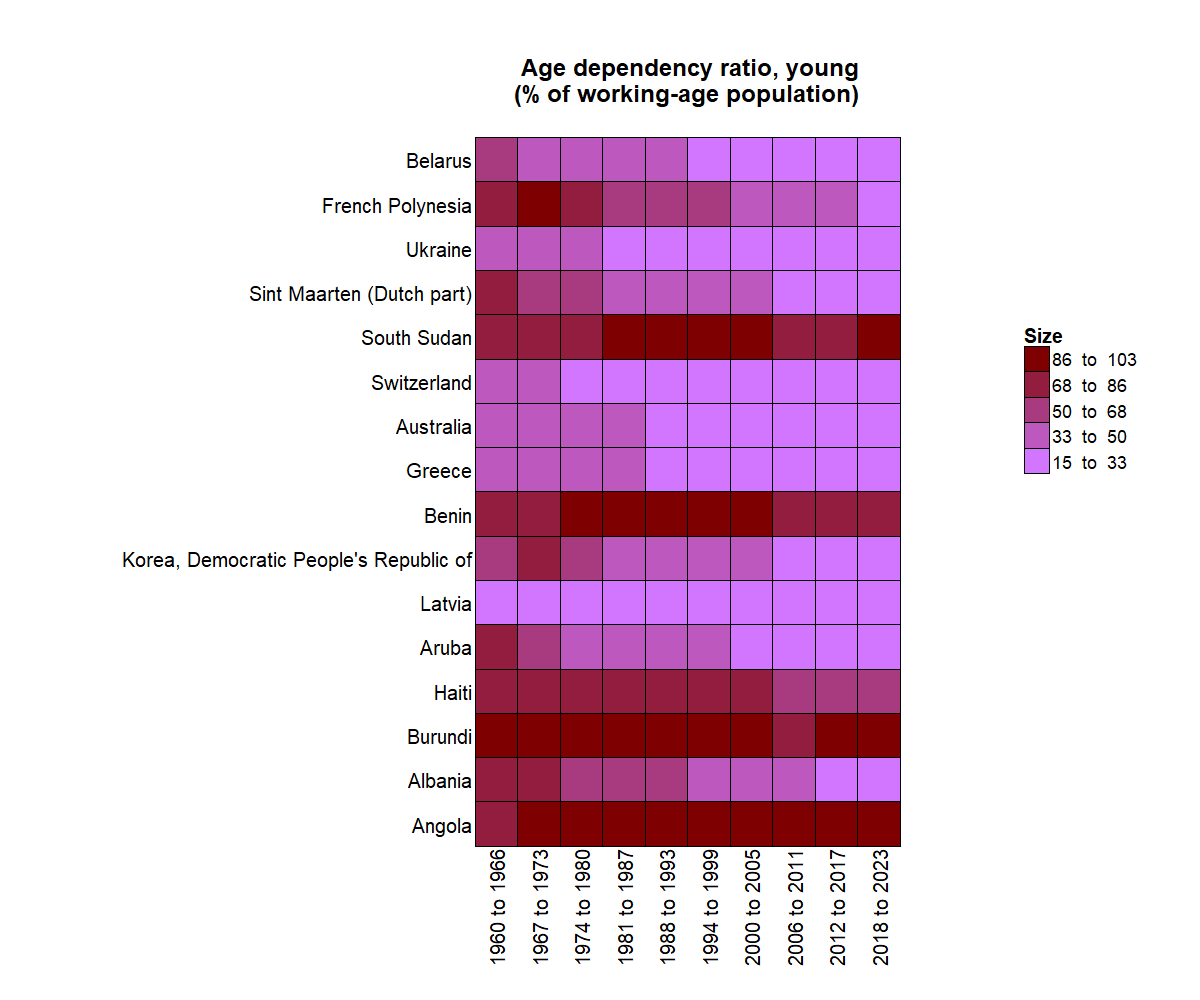 Age dependency ratio, young
(% of working-age population)
Belarus
French Polynesia
Ukraine
Sint Maarten (Dutch part)
South Sudan
Switzerland
Australia
Greece
Benin
Korea, Democratic People's Republic of
Latvia
Aruba
Haiti
Burundi
Albania
Angola
1960 to 1966
1967 to 1973
1974 to 1980
1981 to 1987
1988 to 1993
1994 to 1999
2000 to 2005
2006 to 2011
2012 to 2017
2018 to 2023
Size
86 to 103
68 to 86
50 to 68
33 to 50
15 to 33